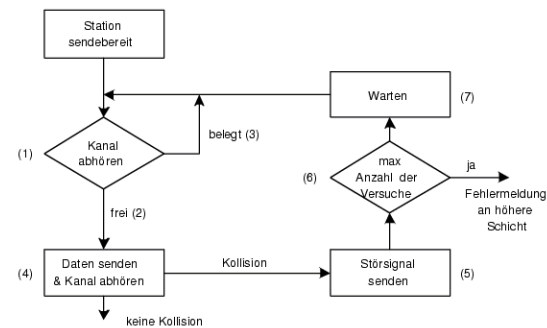 Station
sendebereit
Warten
(7)
belegt (3)
(1)
Kanal
abhören
(6)
max
Anzahl der
Versuche
ja
Fehlermeldung
an höhere
Schicht
frei (2)
(4)
Daten senden
& Kanal abhören
Kollision
Störsignal
senden
(5)
keine Kollision